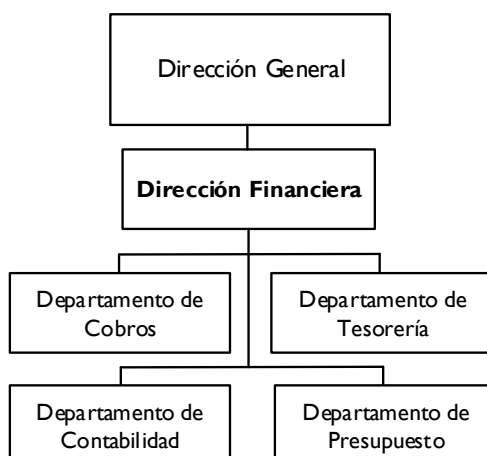 Dirección General
Dirección Financiera
Departamento de
Cobros
Departamento de
Tesorería
Departamento de
Contabilidad
Departamento de
Presupuesto